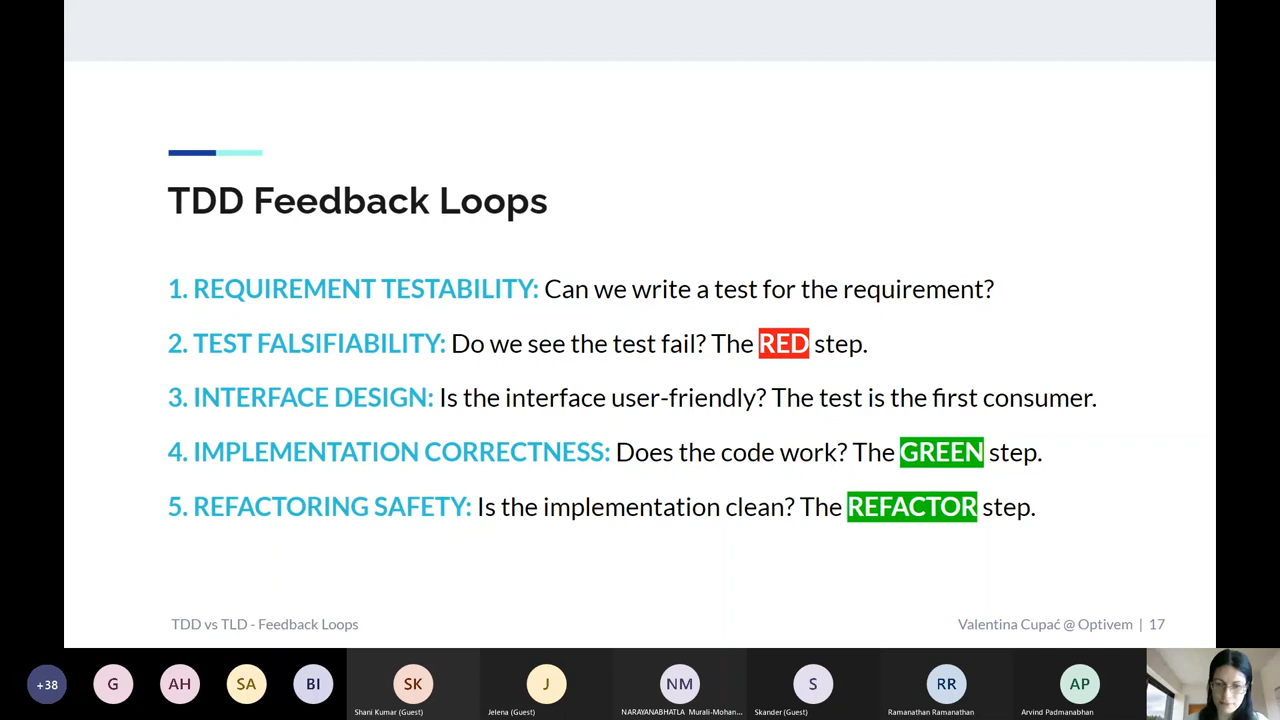 TDD Feedback Loops
1. REQUIREMENT TESTABILITY: Can we write a test for the requirement?
2. TEST FALSIFIABILITY: Do we see the test fail? The RED step.
3. INTERFACE DESIGN: Is the interface user-friendly? The test is the first consumer.
4. IMPLEMENTATION CORRECTNESS: Does the code work? The GREEN step.
5. REFACTORING SAFETY: Is the implementation clean? The REFACTOR step.
TDD vs TLD - Feedback Loops
Valentina Cupać @ Optivem | 17
+38
G
AH
SA
BI
SK
J
NM
S
RR
AP
Shani Kumar (Guest)
Jelena (Guest)
NARAYANABHATLA Murali-Mohan...
Skander (Guest)
Ramanathan Ramanathan
Arvind Padmanabhan